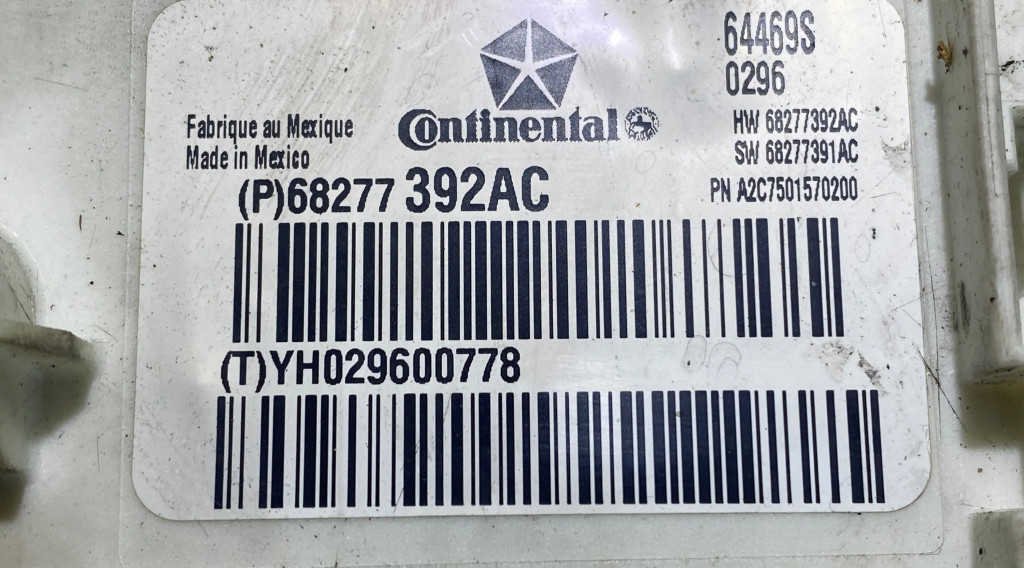 64469S
0296
Continental
Fabrique au Mexique
Made in Mexico
HW 68277392AC
SW 68277391AC
PN A2C7501570200
(P)68277 392AC
(T)YH029600778